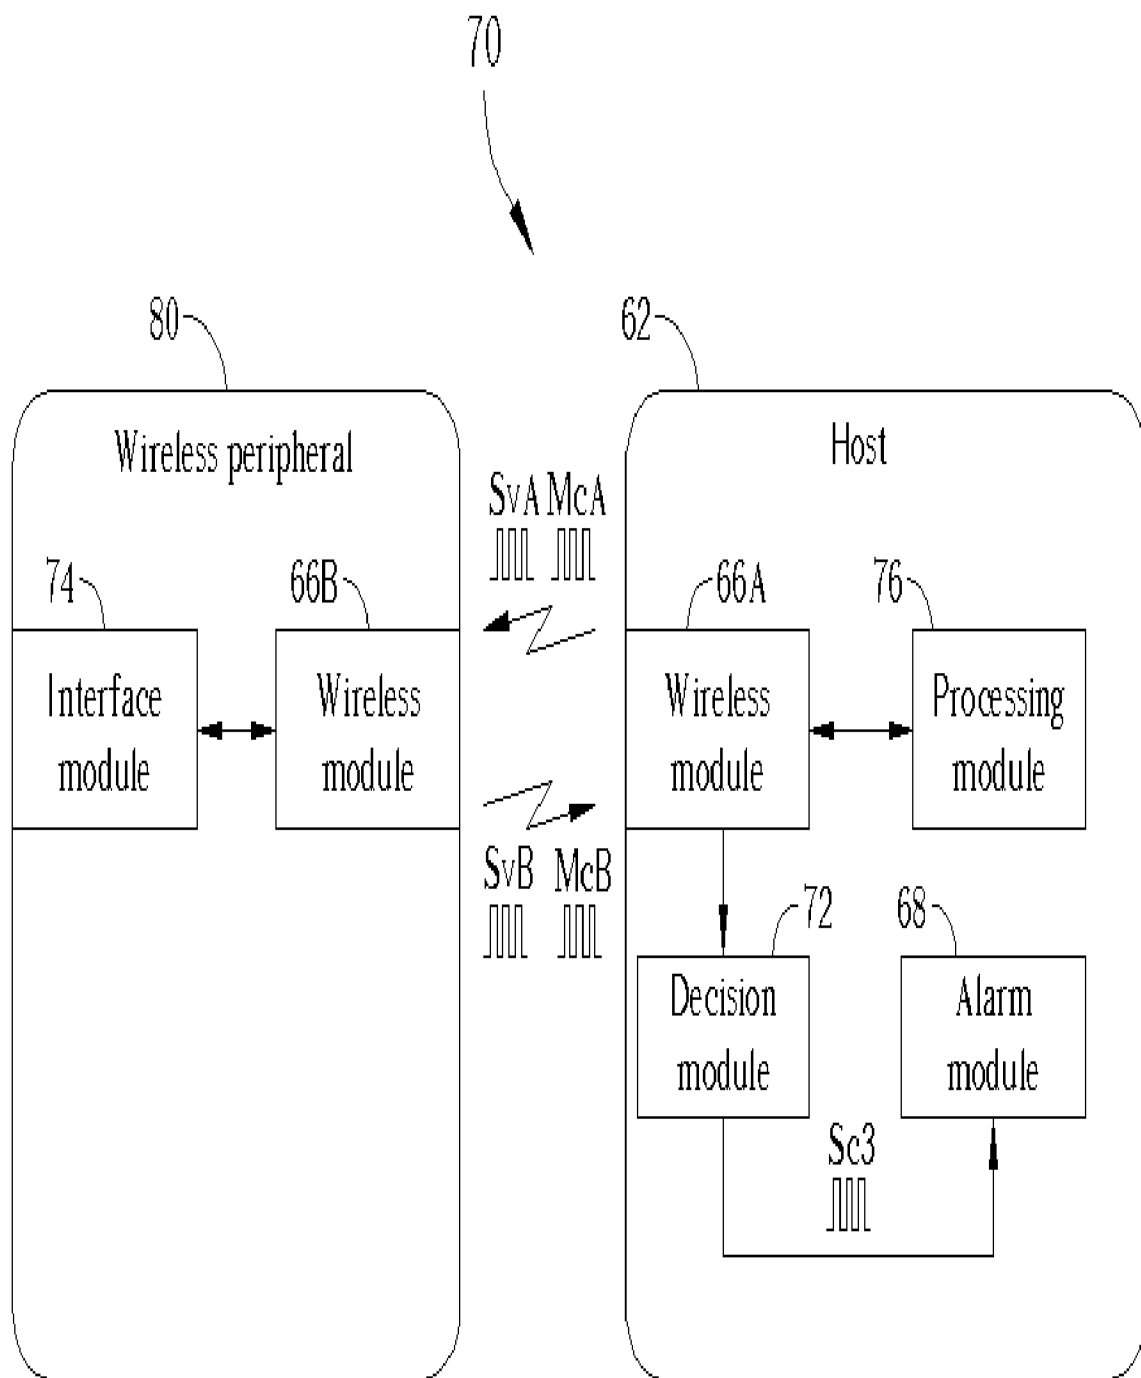 70
80
62
Wireless peripheral
Host
SvA McA
74
66B
66A
76
Interface
module
Wireless
module
Wireless
module
Processing
module
SvB McB
72
68
Decision
module
Alarm
module
Sc3